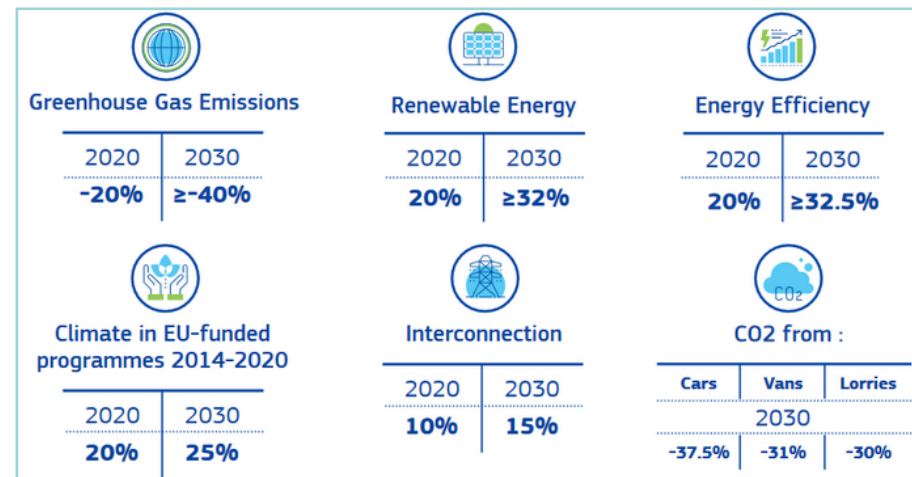 Greenhouse Gas Emissions
2020 2030
-20% ≥-40%
Renewable Energy
2020 2030
20% ≥32%
Energy Efficiency
2020 2030
20% ≥32.5%
Climate in EU-funded
programmes 2014-2020
2020 2030
20% 25%
Interconnection
2020 2030
10% 15%
CO2
CO2 from :
Cars Vans Lorries
2030
-37.5% -31% -30%